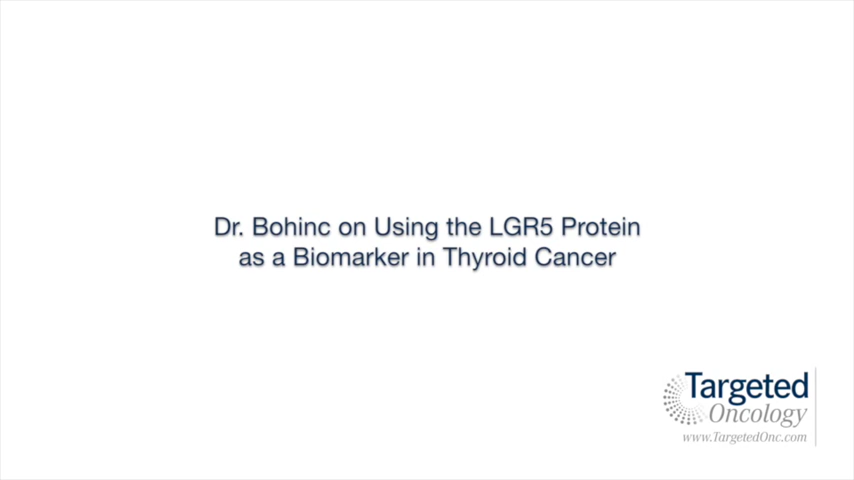 Dr. Bohinc on Using the LGR5 Protein
as a Biomarker in Thyroid Cancer
Targeted
Oncology
www.TargetedOnc.com